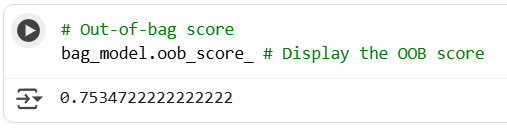 # Out-of-bag score
bag_model.oob_score_ # Display the OOB score
0.7534722222222222